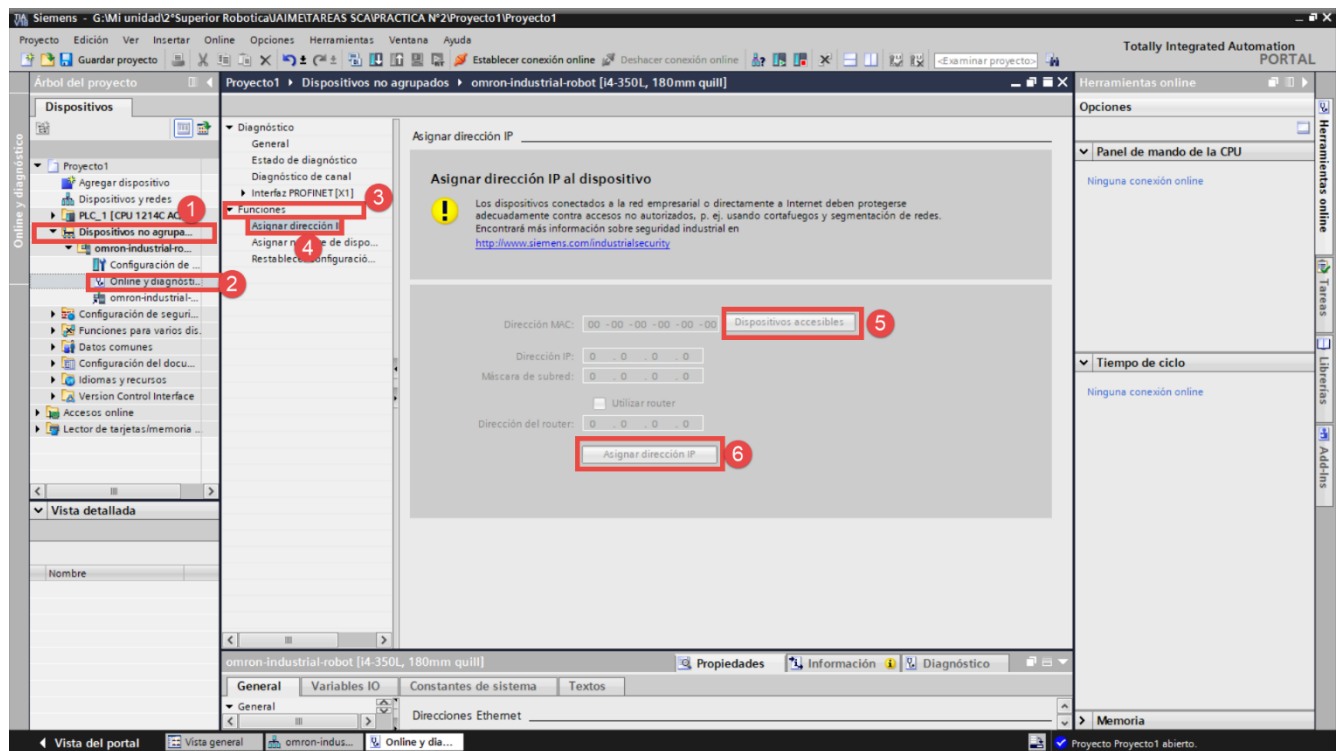 Siemens - G:\Mi unidad\2°Superior Robotica\JAIME\TAREAS SCA\PRACTICA Nº2\Proyecto1\Proyecto1
Proyecto Edición Ver Insertar Online Opciones Herramientas Ventana Ayuda
Totally Integrated Automation
PORTAL
Guardar proyecto
Establecer conexión online
Deshacer conexión online
<Examinar proyecto>
Árbol del proyecto
Proyecto1 Dispositivos no agrupados omron-industrial-robot [i4-350L, 180mm quill]
Herramientas online
Dispositivos
Opciones
Online y diagnóstico
Proyecto1
Agregar dispositivo
Dispositivos y redes
PLC_1 [CPU 1214C AC
1
Dispositivos no agrupa...
omron-industrial-ro...
Configuración de ...
Online y diagnósti...
2
omron-industrial-...
Configuración de seguri...
Funciones para varios dis.
Datos comunes
Configuración del docu...
Idiomas y recursos
Version Control Interface
Accesos online
Lector de tarjetas/memoria ...
Vista detallada
Nombre
Diagnóstico
General
Estado de diagnóstico
Diagnóstico de canal
Interfaz PROFINET [X1]
3
Funciones
Asignar dirección I
Asignar de dispo...
4
Restablecer configuració...
Asignar dirección IP
Asignar dirección IP al dispositivo
Los dispositivos conectados a la red empresarial o directamente a Internet deben protegerse
adecuadamente contra accesos no autorizados, p. ej. usando cortafuegos y segmentación de redes.
Encontrará más información sobre seguridad industrial en
http://www.siemens.com/industrialsecurity
Dirección MAC: 00 -00 -00 -00 -00 -00 Dispositivos accesibles
5
Dirección IP: 0 . 0 . 0 . 0
Máscara de subred: 0 . 0 . 0 . 0
Utilizar router
Dirección del router: 0 . 0 . 0 . 0
Asignar dirección IP
6
Panel de mando de la CPU
Ninguna conexión online
Tiempo de ciclo
Ninguna conexión online
Memoria
Herramientas online
Tareas
Librerías
Add-Ins
omron-industrial-robot [i4-350L, 180mm quill]
Propiedades Información Diagnóstico
General Variables IO Constantes de sistema Textos
General
Direcciones Ethernet
Vista del portal Vista general omron-indus... Online y dia...
Proyecto Proyecto1 abierto.